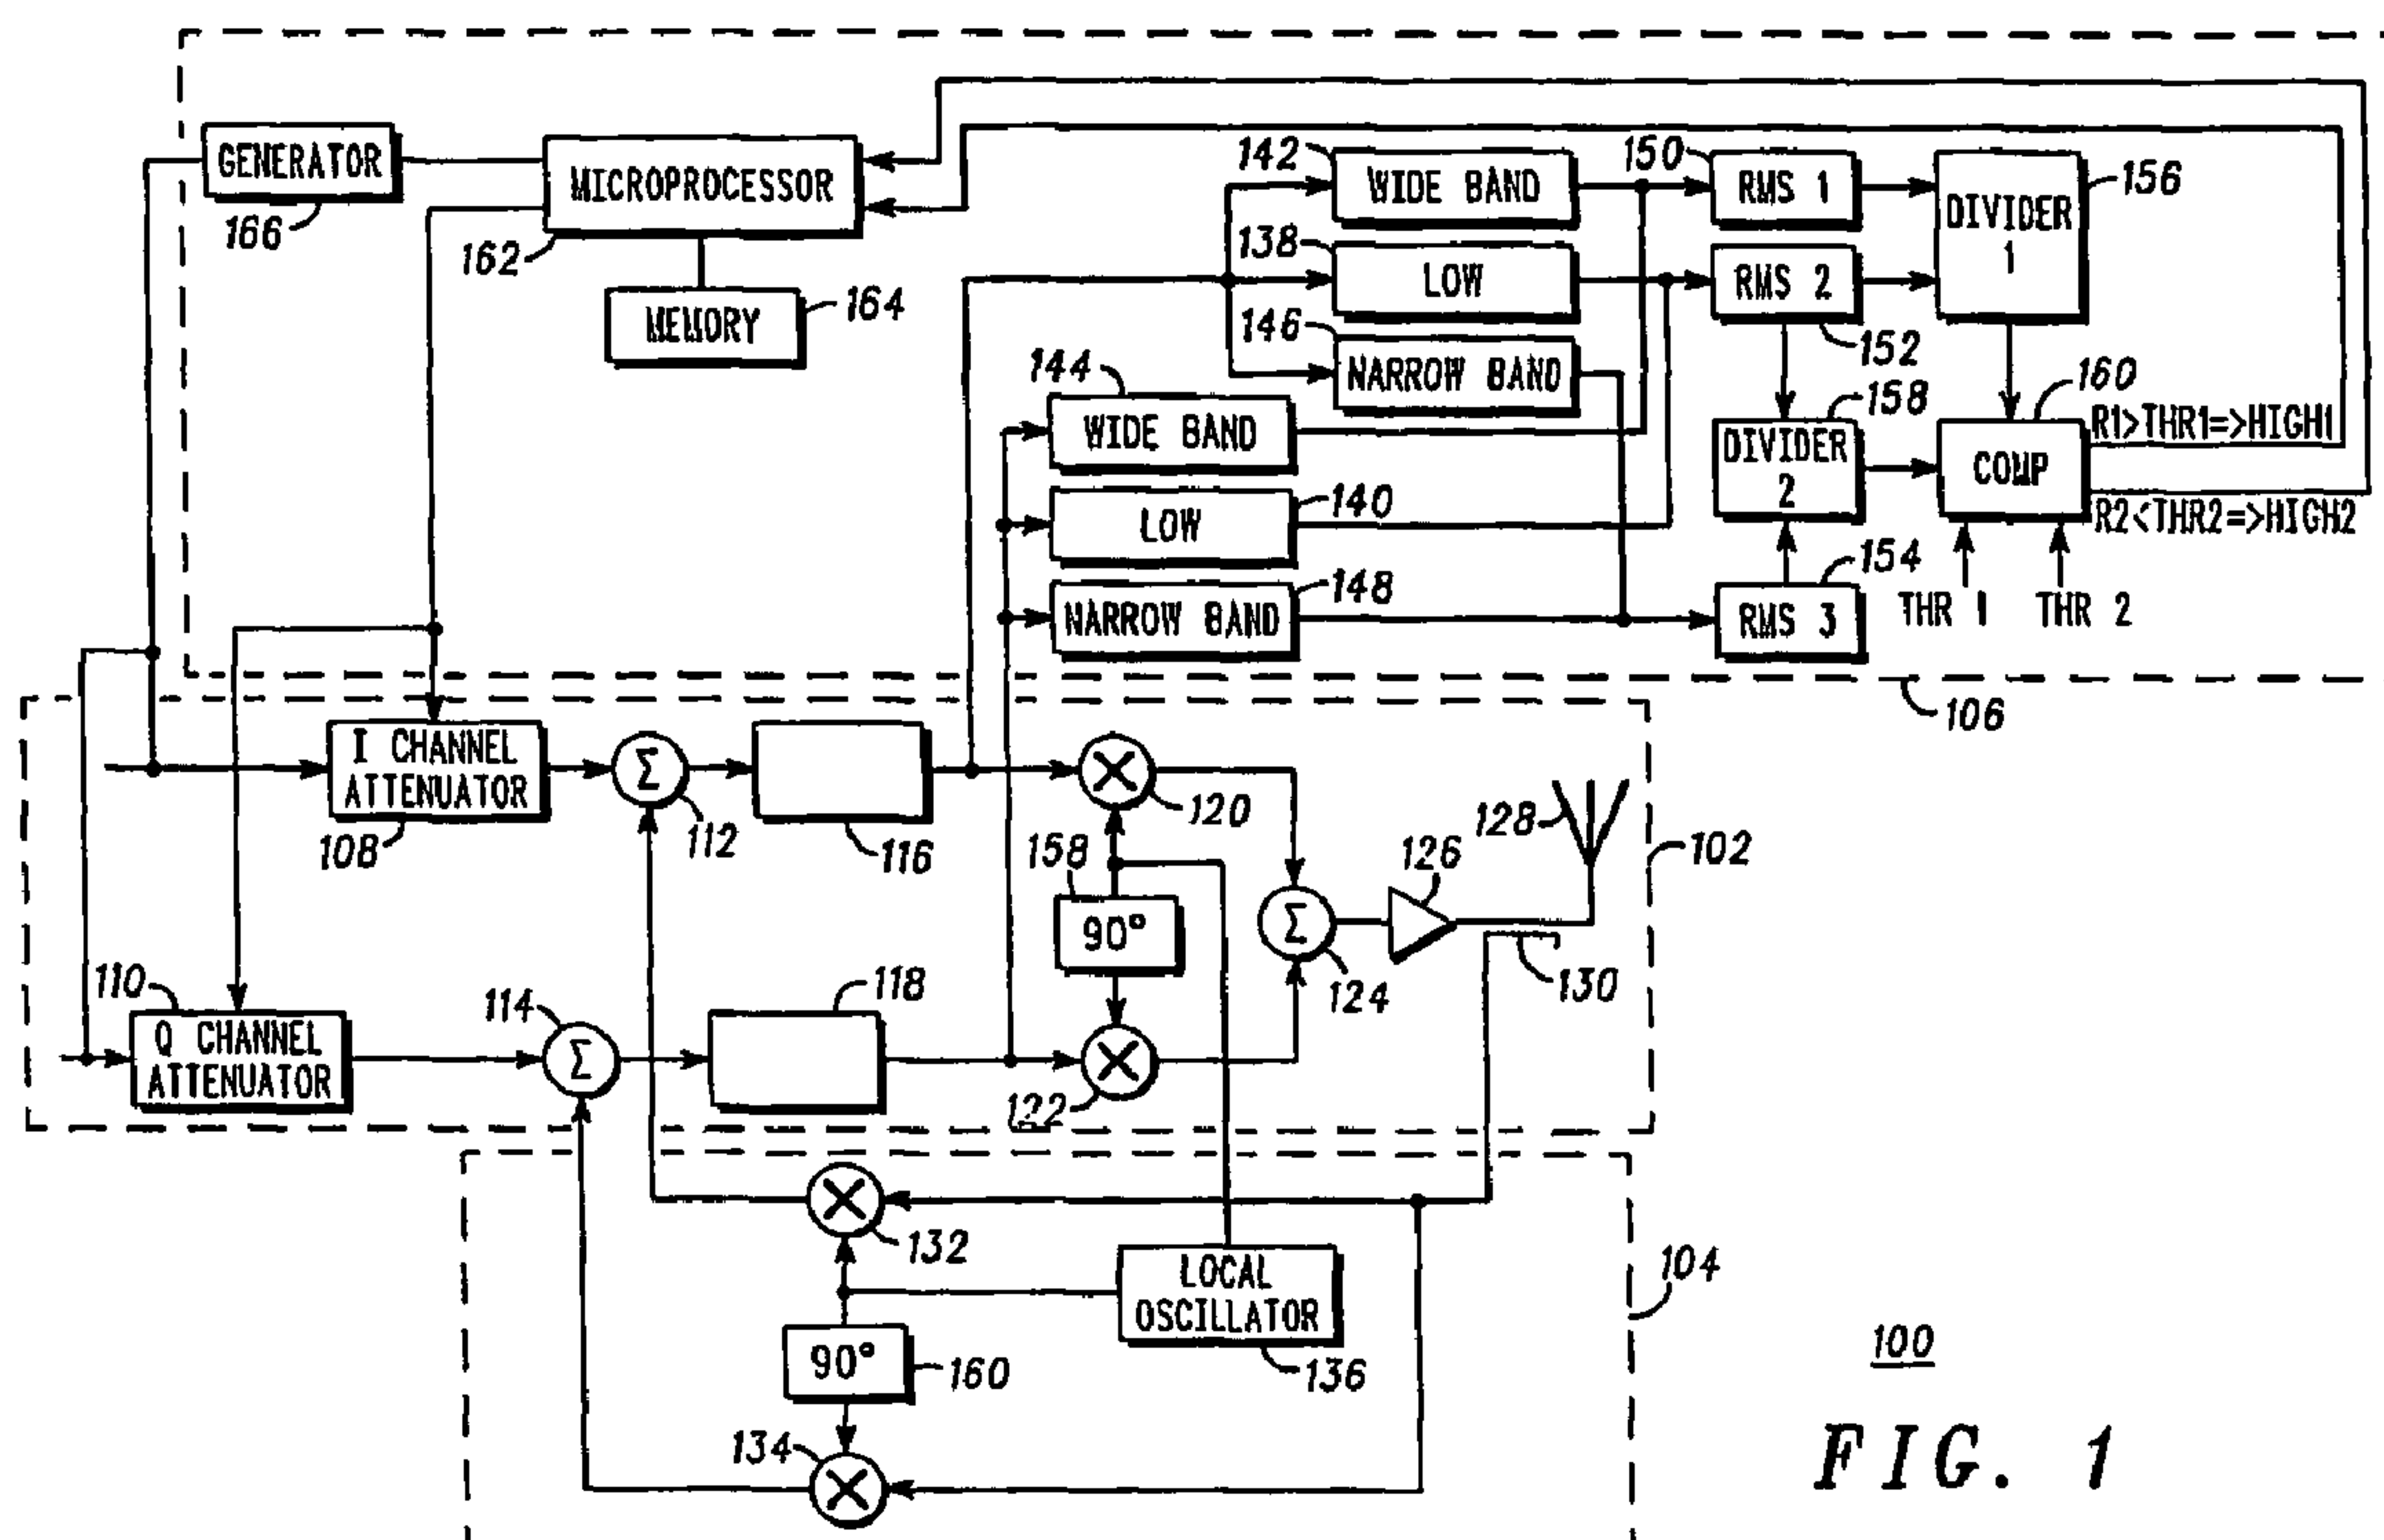 GENERATOR
166
MICROPROCESSOR
162
MEMORY
164
142
WIDE BAND
150
RMS 1
DIVIDER
1
156
138
LOW
RMS 2
152
146
NARROW BAND
144
WIDE BAND
158
DIVIDER
2
160
COMP
R1>THR1=>HIGH1
R2<THR2=>HIGH2
140
LOW
148
NARROW BAND
154
RMS 3
THR 1
THR 2
106
I CHANNEL
ATTENUATOR
108
Σ
112
116
120
158
90°
128
102
126
Σ
124
130
110
Q CHANNEL
ATTENUATOR
114
Σ
118
122
132
LOCAL
OSCILLATOR
136
104
90°
160
134
100
FIG. 1